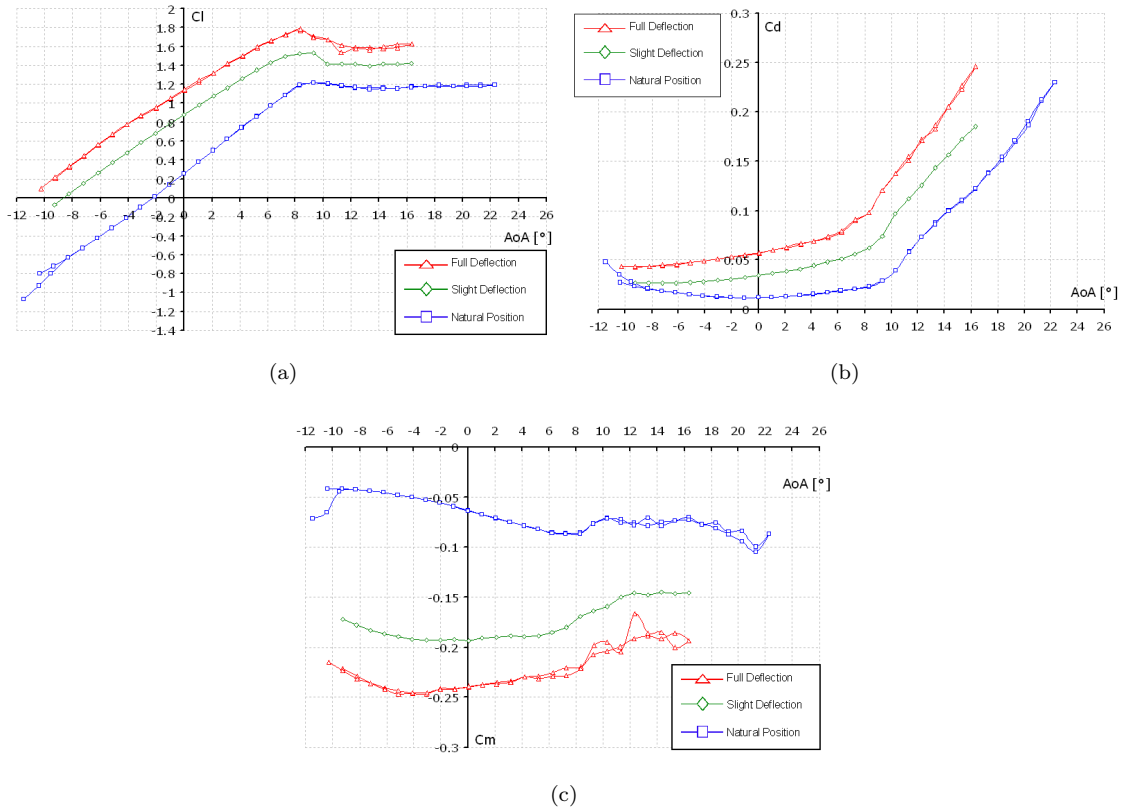 Cl
2
1.8
1.6
1.4
1.2
1
0.8
0.6
0.4
0.2
0
-12 -10 -8 -6 -4 -2 0 2 4 6 8 10 12 14 16 18 20 22 24 26
AoA [°]
-0.2
-0.4
-0.6
-0.8
-1
-1.2
-1.4
Full Deflection
Slight Deflection
Natural Position
(a)
Cd
0.3
0.25
0.2
0.15
0.1
0.05
0
Full Deflection
Slight Deflection
Natural Position
AoA [°]
-12 -10 -8 -6 -4 -2 0 2 4 6 8 10 12 14 16 18 20 22 24 26
(b)
-12 -10 -8 -6 -4 -2 0 2 4 6 8 10 12 14 16 18 20 22 24 26
0
AoA [°]
-0.05
-0.1
-0.15
-0.2
-0.25
-0.3
Cm
Full Deflection
Slight Deflection
Natural Position
(c)